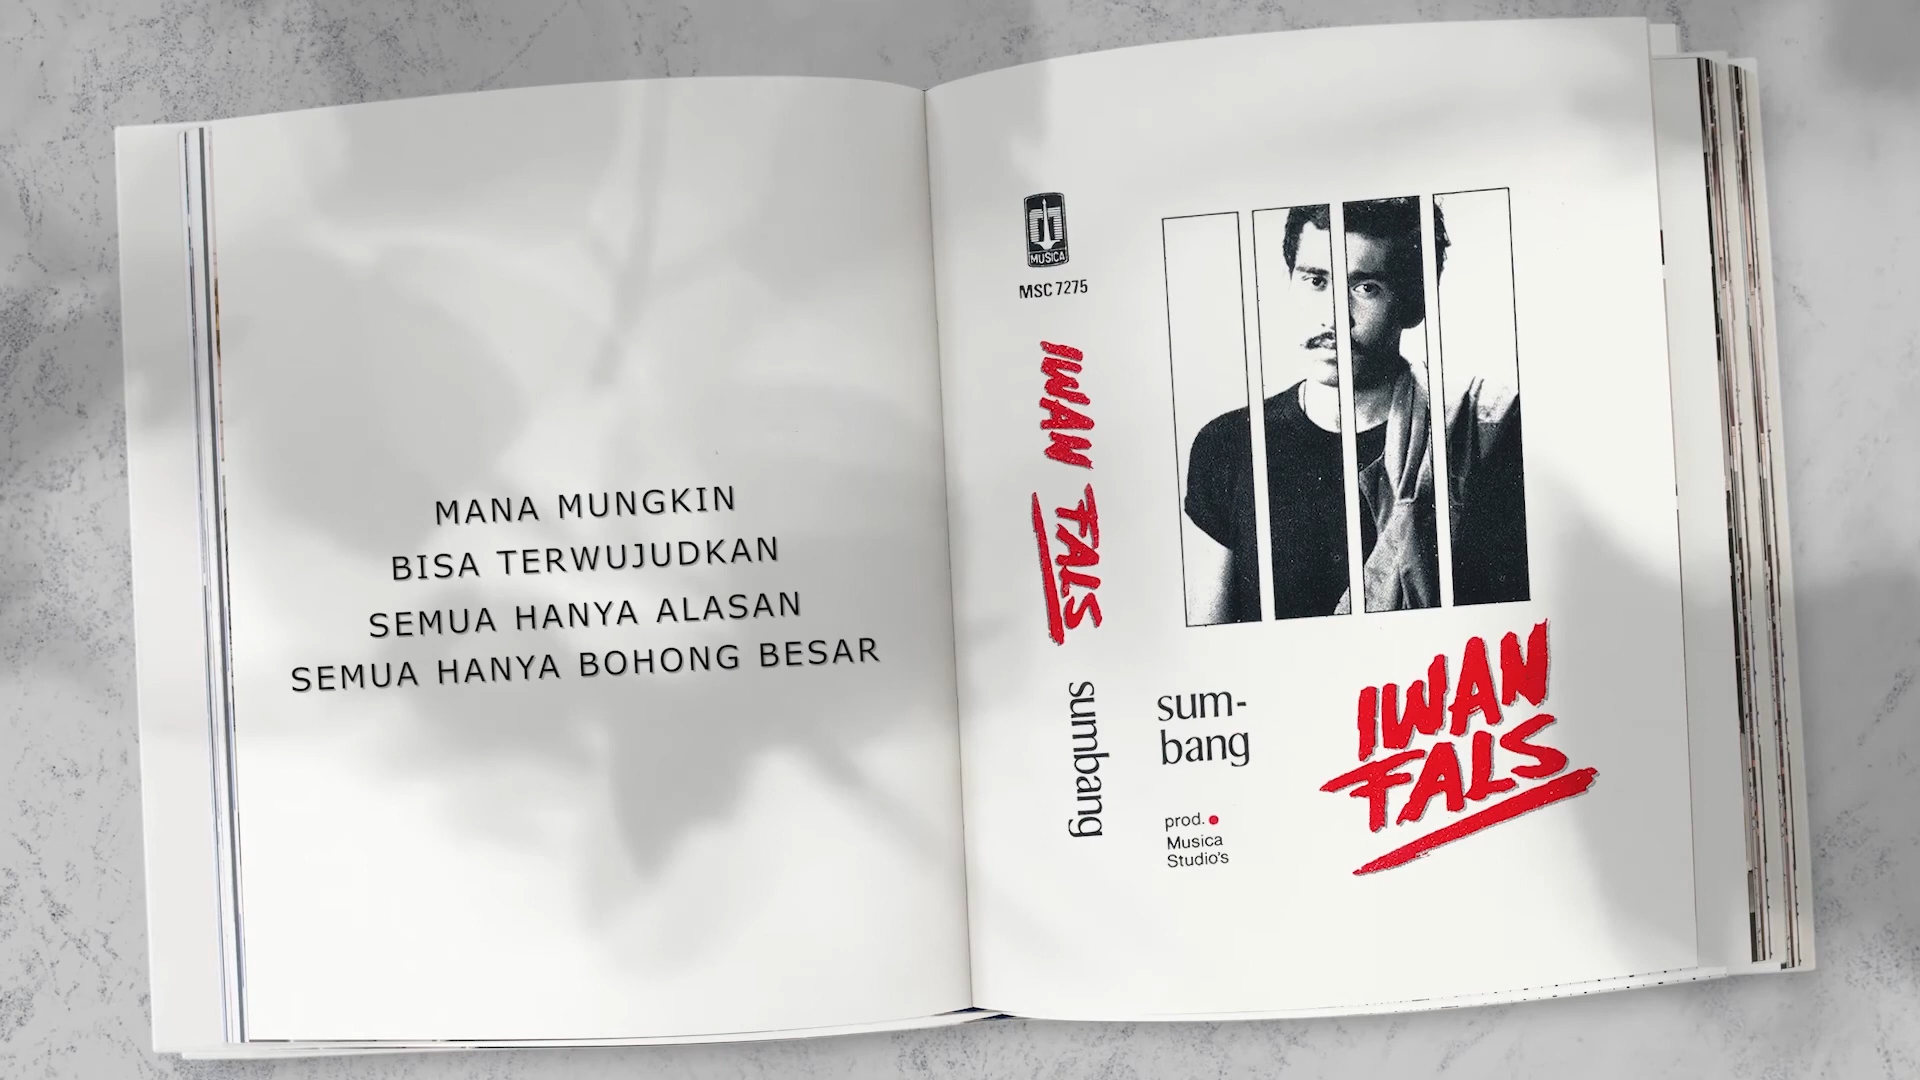 MANA MUNGKIN
BISA TERWUJUDKAN
SEMUA HANYA ALASAN
SEMUA HANYA BOHONG BESAR
MUSICA
MSC 7275
IWAN FALS
sumbang
sum-
bang
prod.
Musica
Studio's
IWAN
FALS